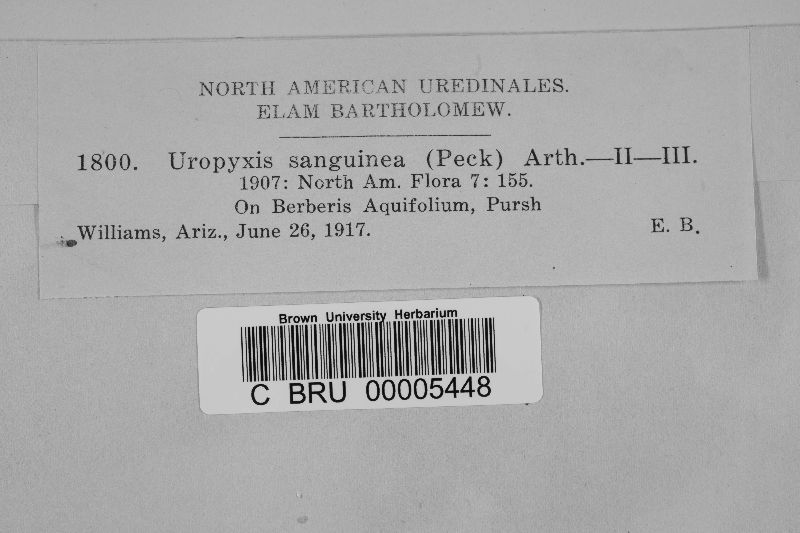 NORTH AMERICAN UREDINALES.
ELAM BARTHOLOMEW.
1800. Uropyxis sanguinea (Peck) Arth.—II—III.
1907: North Am. Flora 7: 155.
On Berberis Aquifolium, Pursh
Williams, Ariz., June 26, 1917. E. B.
Brown University Herbarium
C BRU 00005448